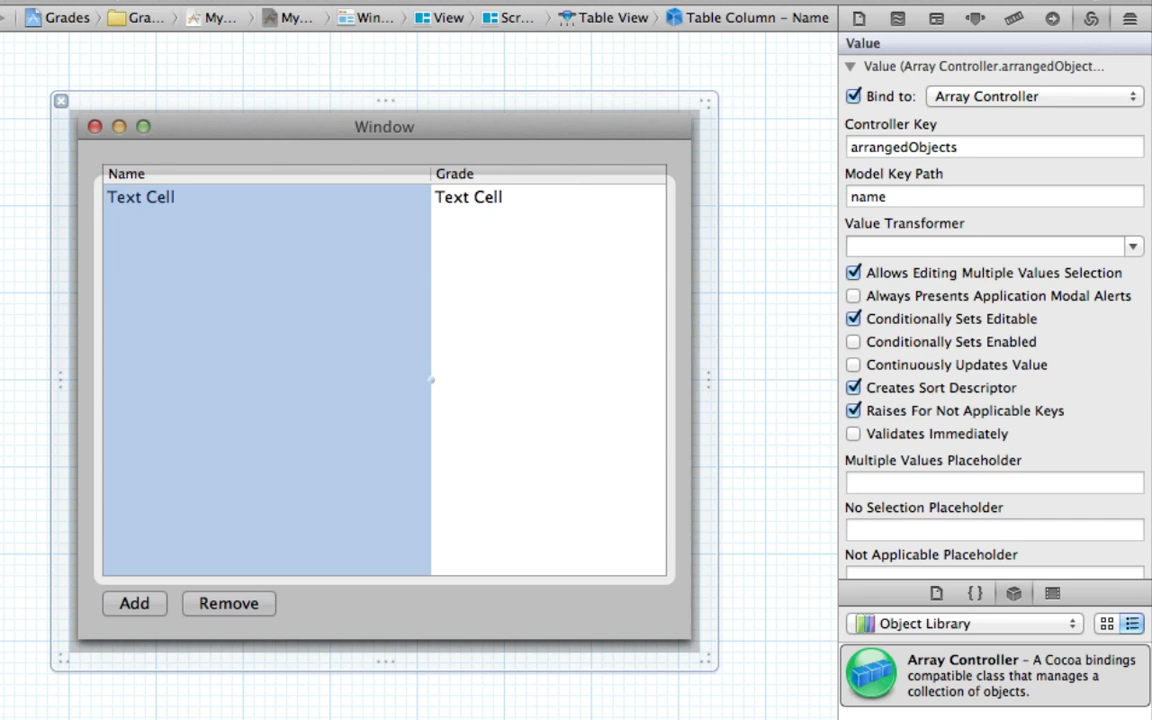 Grades Gra... My... My... Win... View Scr... Table View Table Column – Name
Value
Value (Array Controller.arrangedObject...
Bind to: Array Controller
Controller Key
arrangedObjects
Model Key Path
name
Value Transformer
Allows Editing Multiple Values Selection
Always Presents Application Modal Alerts
Conditionally Sets Editable
Conditionally Sets Enabled
Continuously Updates Value
Creates Sort Descriptor
Raises For Not Applicable Keys
Validates Immediately
Multiple Values Placeholder
No Selection Placeholder
Not Applicable Placeholder
Window
Name Grade
Text Cell Text Cell
Add Remove
{ }
Object Library
Array Controller – A Cocoa bindings
compatible class that manages a
collection of objects.